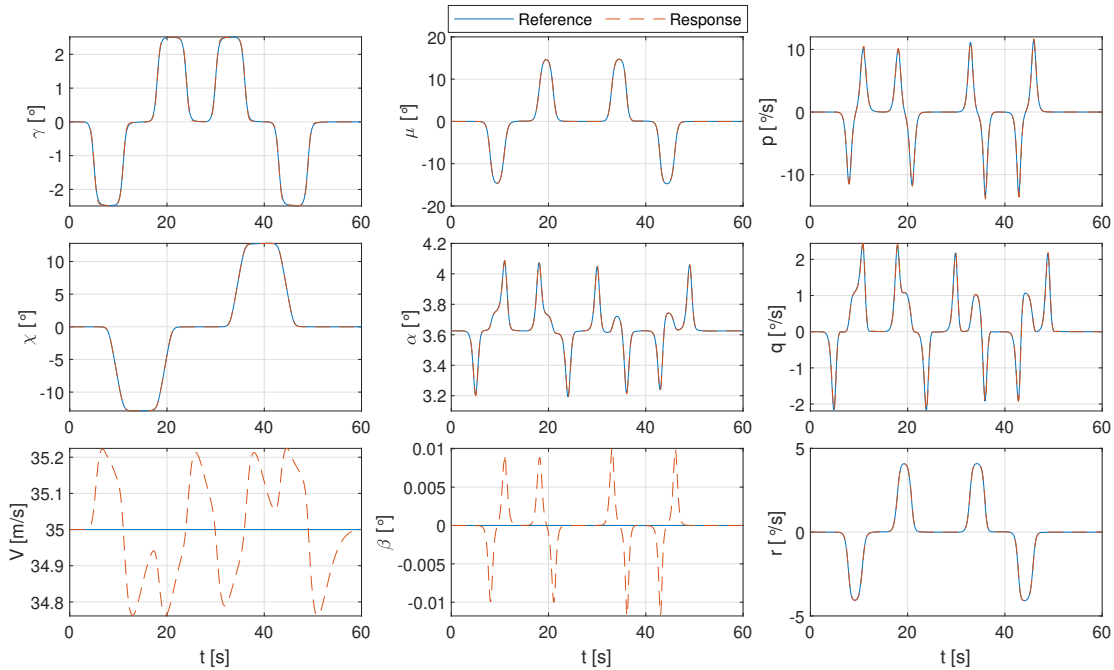 Reference Response
2
1
0
-1
-2
γ [°]
0 20 40 60
20
10
0
-10
-20
μ [°]
0 20 40 60
10
0
-10
p [°/s]
0 20 40 60
10
5
0
-5
-10
χ [°]
0 20 40 60
4.2
4
3.8
3.6
3.4
3.2
α [°]
0 20 40 60
2
1
0
-1
-2
q [°/s]
0 20 40 60
35.2
35.1
35
34.9
34.8
V [m/s]
0 20 40 60
t [s]
0.01
0.005
0
-0.005
-0.01
β [°]
0 20 40 60
t [s]
5
0
-5
r [°/s]
0 20 40 60
t [s]